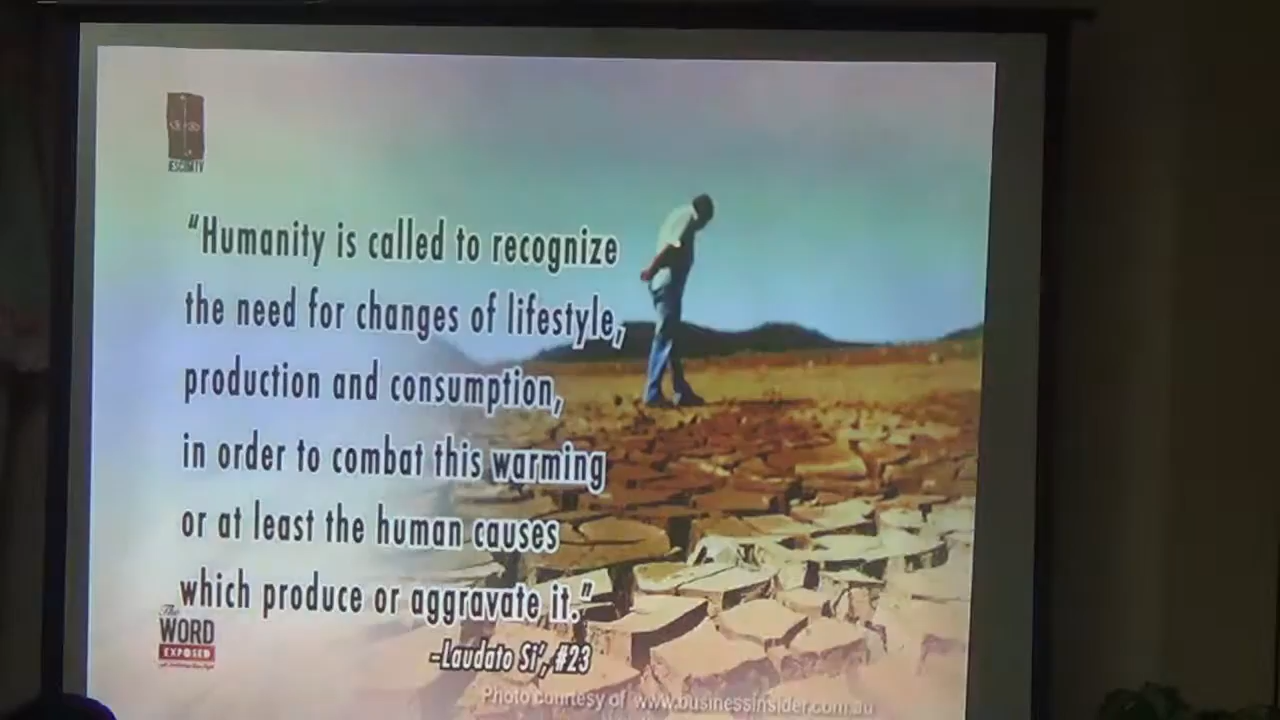 JESCOMTV
“Humanity is called to recognize
the need for changes of lifestyle,
production and consumption,
in order to combat this warming
or at least the human causes
which produce or aggravate it.”
-Laudato Si’, #23
The
WORD
EXPOSED
Photo courtesy of www.businessinsider.com.au